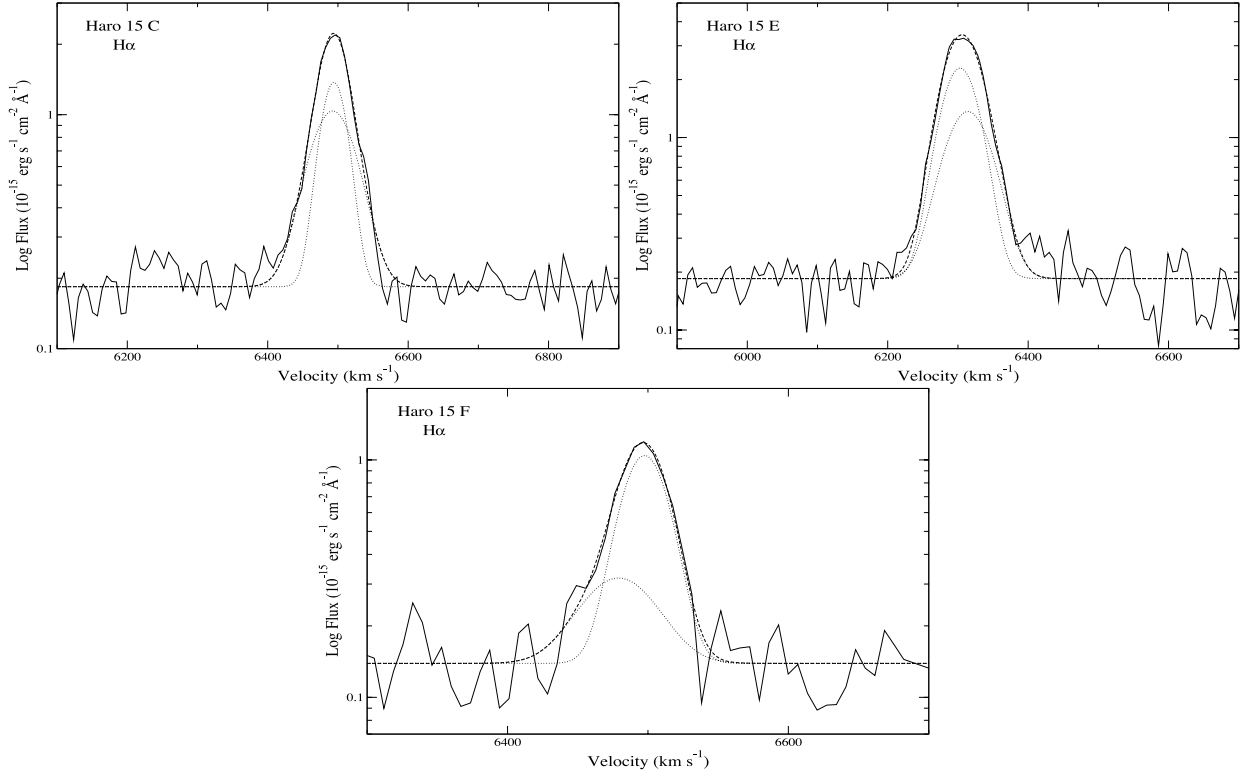 Haro 15 C
Hα
Log Flux (10⁻¹⁵ erg s⁻¹ cm⁻² Å⁻¹)
1
0.1
6200 6400 6600 6800
Velocity (km s⁻¹)
Haro 15 E
Hα
Log Flux (10⁻¹⁵ erg s⁻¹ cm⁻² Å⁻¹)
1
0.1
6000 6200 6400 6600
Velocity (km s⁻¹)
Haro 15 F
Hα
Log Flux (10⁻¹⁵ erg s⁻¹ cm⁻² Å⁻¹)
1
0.1
6400 6600
Velocity (km s⁻¹)